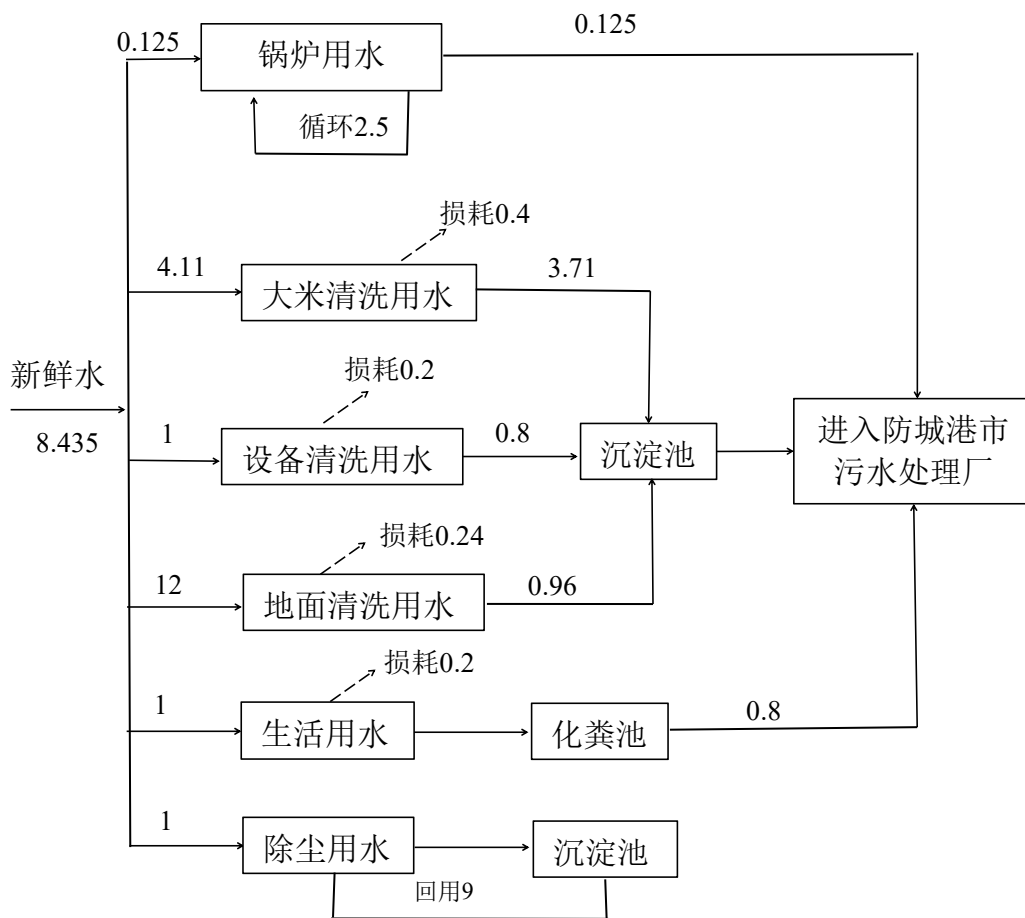 0.125
锅炉用水
0.125
循环2.5
损耗0.4
4.11
大米清洗用水
3.71
新鲜水
8.435
损耗0.2
1
设备清洗用水
0.8
沉淀池
进入防城港市
污水处理厂
损耗0.24
12
地面清洗用水
0.96
损耗0.2
1
生活用水
化粪池
0.8
1
除尘用水
沉淀池
回用9